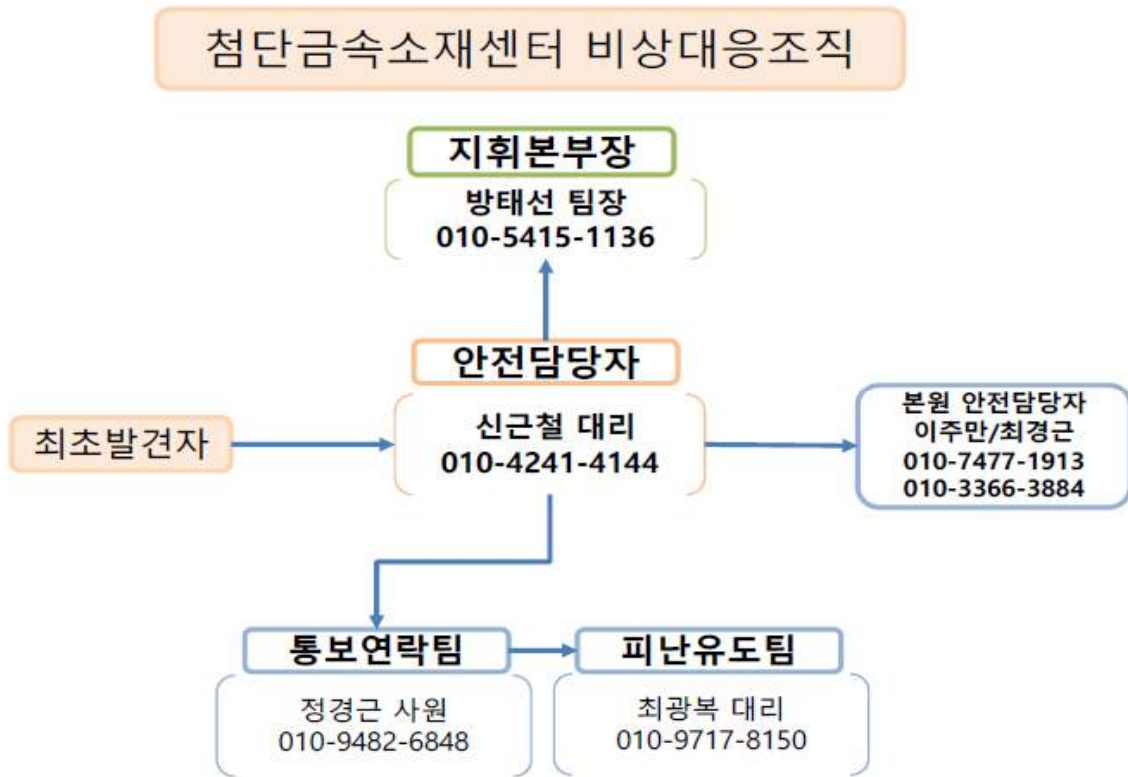 첨단금속소재센터 비상대응조직
지휘본부장
방태선 팀장
010-5415-1136
안전담당자
신근철 대리
010-4241-4144
최초발견자
본원 안전담당자
이주만/최경근
010-7477-1913
010-3366-3884
통보연락팀
정경근 사원
010-9482-6848
피난유도팀
최광복 대리
010-9717-8150